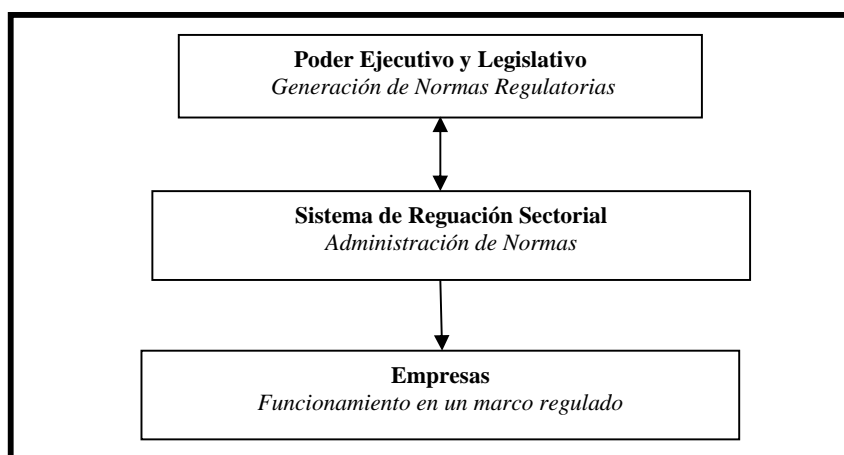 Poder Ejecutivo y Legislativo
Generación de Normas Regulatorias
Sistema de Reguación Sectorial
Administración de Normas
Empresas
Funcionamiento en un marco regulado